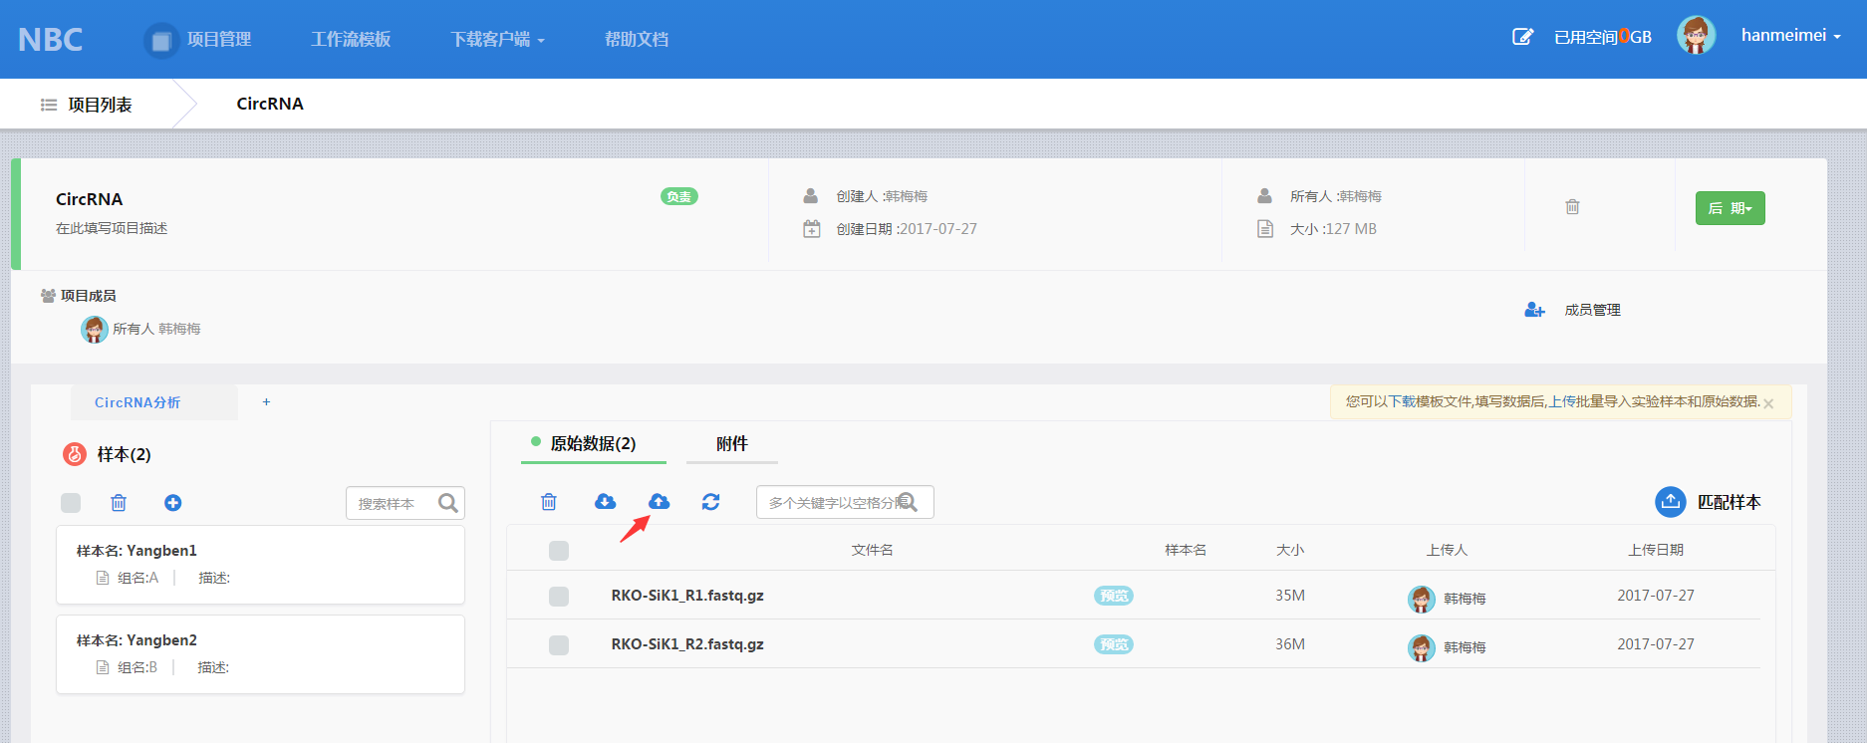 NBC 项目管理 工作流模板 下载客户端 帮助文档 已用空间0GB hanmeimei
项目列表 CircRNA
CircRNA 负责 创建人 :韩梅梅 所有人 :韩梅梅 后 期
在此填写项目描述 创建日期 :2017-07-27 大小 :127 MB
项目成员
所有人 韩梅梅 成员管理
CircRNA分析 + 您可以下载模板文件,填写数据后,上传批量导入实验样本和原始数据. ×
样本(2) 原始数据(2) 附件
搜索样本 多个关键字以空格分隔 匹配样本
样本名: Yangben1
组名:A 描述:
样本名: Yangben2
组名:B 描述:
文件名 样本名 大小 上传人 上传日期
RKO-SiK1_R1.fastq.gz 预览 35M 韩梅梅 2017-07-27
RKO-SiK1_R2.fastq.gz 预览 36M 韩梅梅 2017-07-27